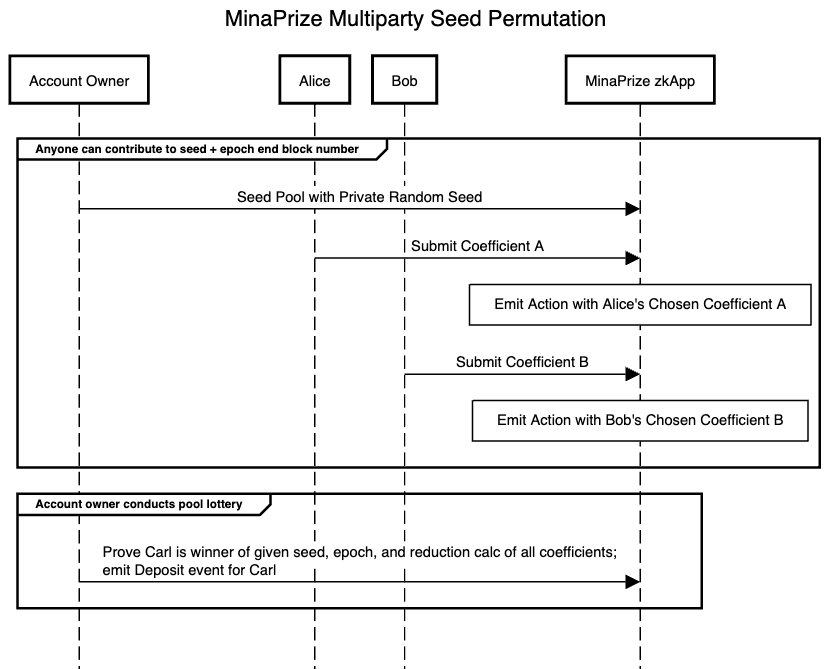 MinaPrize Multiparty Seed Permutation
Account Owner
Alice
Bob
MinaPrize zkApp
Anyone can contribute to seed + epoch end block number
Seed Pool with Private Random Seed
Submit Coefficient A
Emit Action with Alice's Chosen Coefficient A
Submit Coefficient B
Emit Action with Bob's Chosen Coefficient B
Account owner conducts pool lottery
Prove Carl is winner of given seed, epoch, and reduction calc of all coefficients;
emit Deposit event for Carl